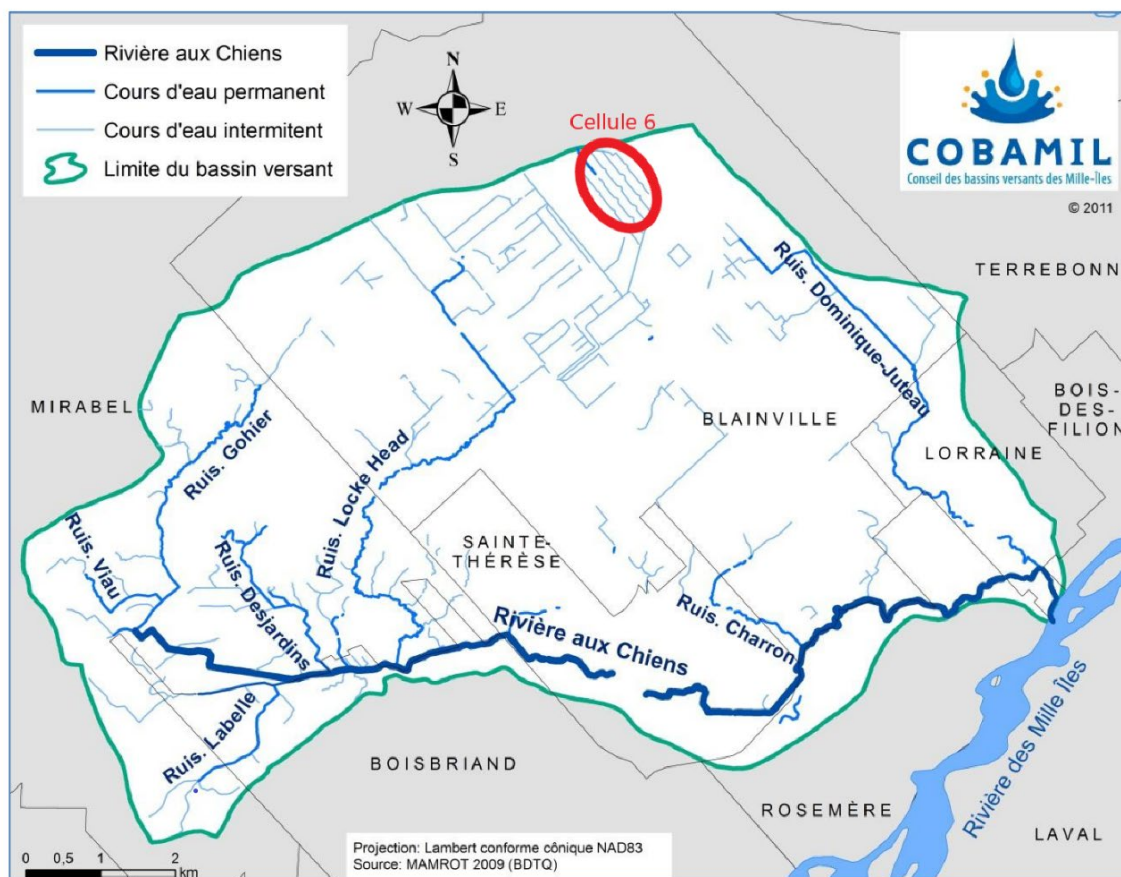 Rivière aux Chiens
Cours d'eau permanent
Cours d'eau intermitent
Limite du bassin versant
N
W
E
S
Cellule 6
COBAMIL
Conseil des bassins versants des Mille-Îles
© 2011
TERREBONN
Ruis. Dominique-Juteau
MIRABEL
BLAINVILLE
BOIS-
DES-
FILION
LORRAINE
Ruis. Gohier
Ruis. Locke Head
Ruis. Viau
Ruis. Desjardins
SAINTE-
THÉRÈSE
Ruis. Charron
Rivière aux Chiens
Ruis. Labelle
BOISBRIAND
ROSEMÈRE
Rivière des Mille Îles
LAVAL
0 0,5 1 2
km
Projection: Lambert conforme cônique NAD83
Source: MAMROT 2009 (BDTQ)